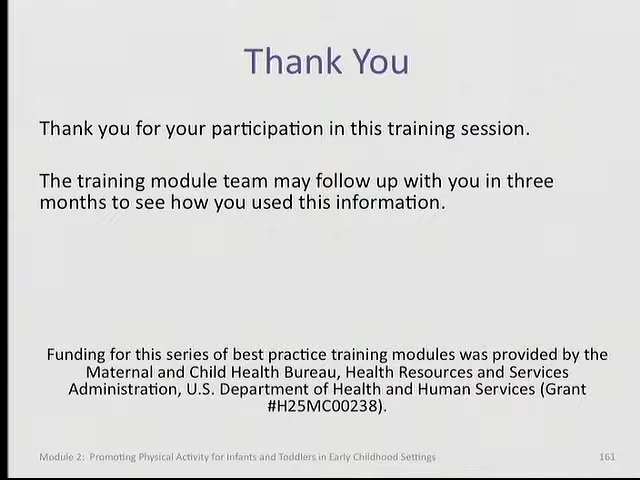 Thank You
Thank you for your participation in this training session.
The training module team may follow up with you in three
months to see how you used this information.
Funding for this series of best practice training modules was provided by the
Maternal and Child Health Bureau, Health Resources and Services
Administration, U.S. Department of Health and Human Services (Grant
#H25MC00238).
Module 2:  Promoting Physical Activity for Infants and Toddlers in Early Childhood Settings
161